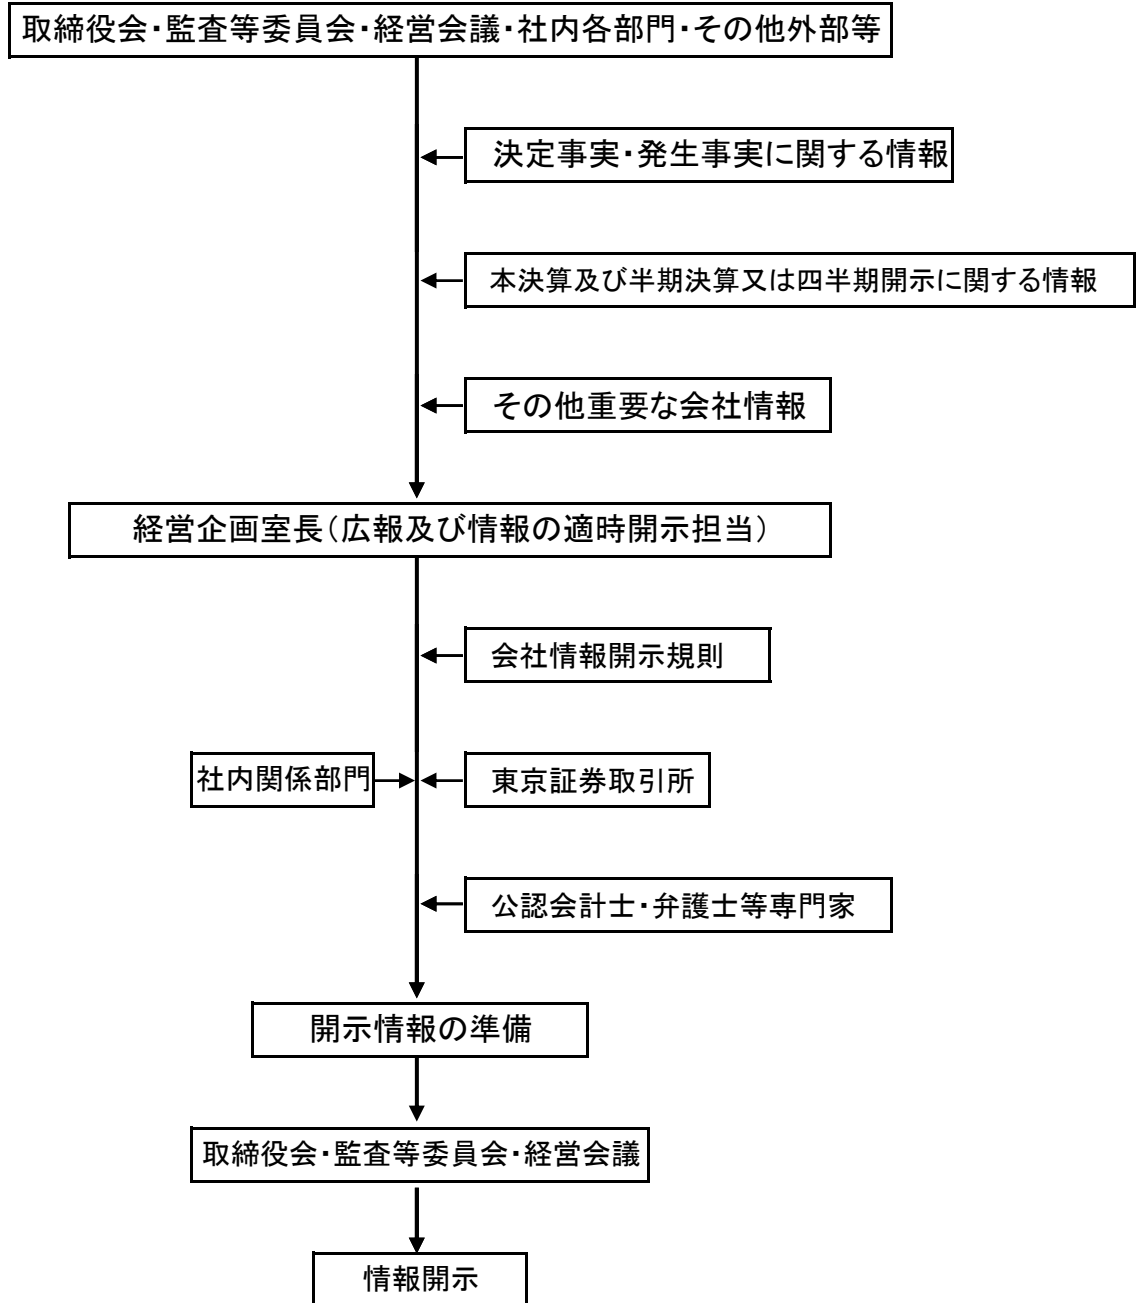 取締役会・監査等委員会・経営会議・社内各部門・その他外部等
決定事実・発生事実に関する情報
本決算及び半期決算又は四半期開示に関する情報
その他重要な会社情報
経営企画室長（広報及び情報の適時開示担当）
会社情報開示規則
社内関係部門
東京証券取引所
公認会計士・弁護士等専門家
開示情報の準備
取締役会・監査等委員会・経営会議
情報開示